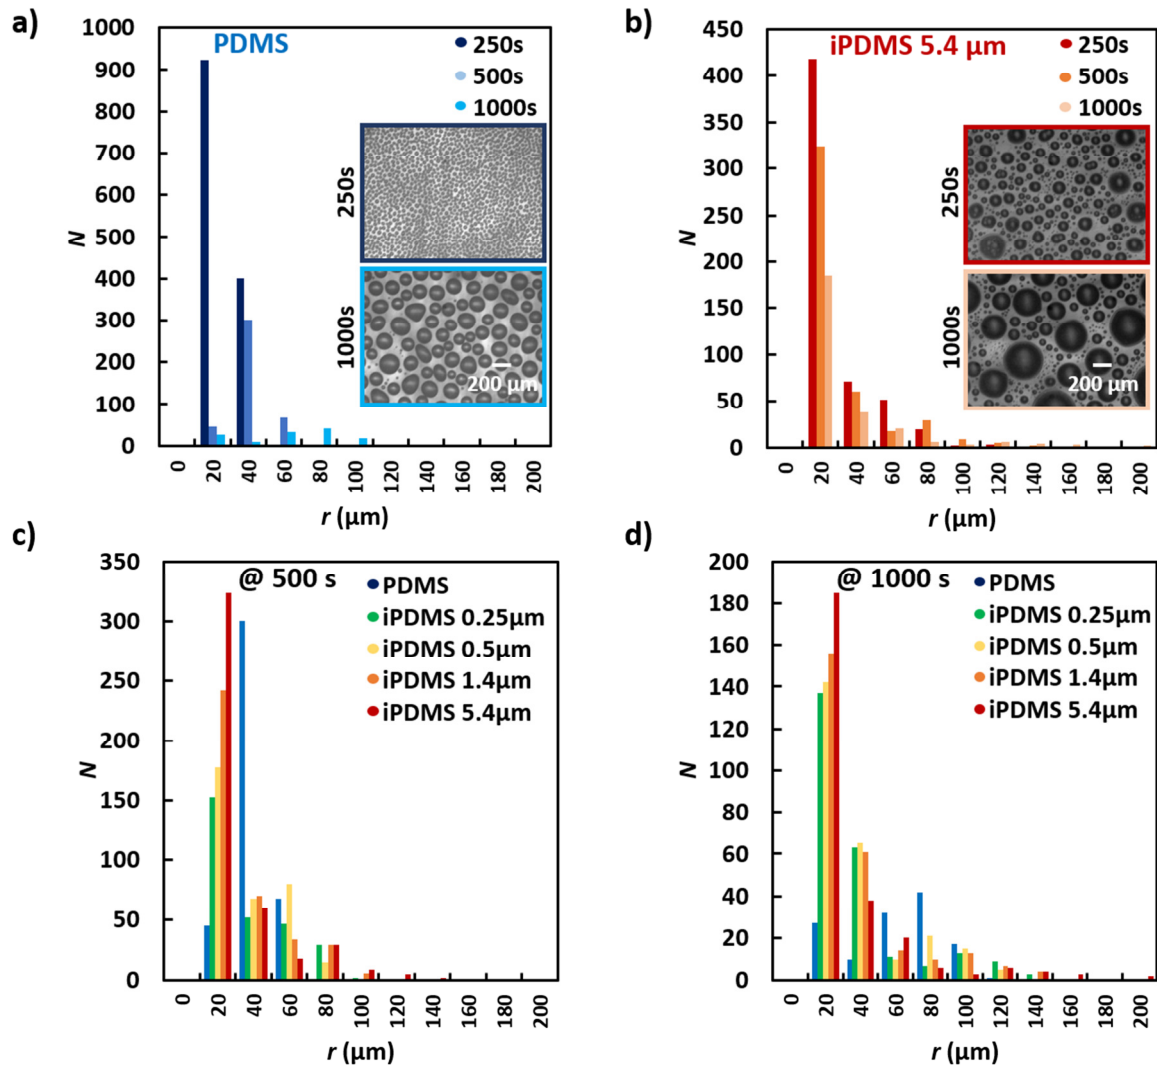 a)
PDMS
250s
500s
1000s
1000
900
800
700
600
500
400
300
200
100
0
N
250s
1000s
200 µm
0 20 40 60 80 100 120 140 160 180 200
r (µm)
b)
iPDMS 5.4 µm
250s
500s
1000s
450
400
350
300
250
200
150
100
50
0
N
250s
1000s
200 µm
0 20 40 60 80 100 120 140 160 180 200
r (µm)
c)
@ 500 s
PDMS
iPDMS 0.25µm
iPDMS 0.5µm
iPDMS 1.4µm
iPDMS 5.4µm
350
300
250
200
150
100
50
0
N
0 20 40 60 80 100 120 140 160 180 200
r (µm)
d)
@ 1000 s
PDMS
iPDMS 0.25µm
iPDMS 0.5µm
iPDMS 1.4µm
iPDMS 5.4µm
200
180
160
140
120
100
80
60
40
20
0
N
0 20 40 60 80 100 120 140 160 180 200
r (µm)